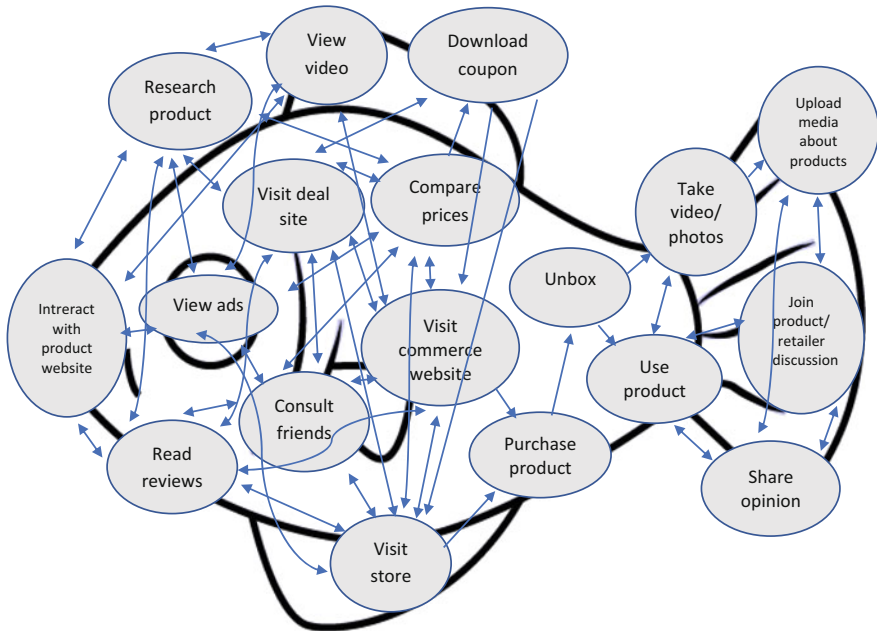 View
video
Download
coupon
Research
product
Upload
media
about
products
Visit deal
site
Compare
prices
Take
video/
photos
Unbox
Intreract
with
product
website
View ads
Visit
commerce
website
Join
product/
retailer
discussion
Use
product
Consult
friends
Read
reviews
Purchase
product
Share
opinion
Visit
store